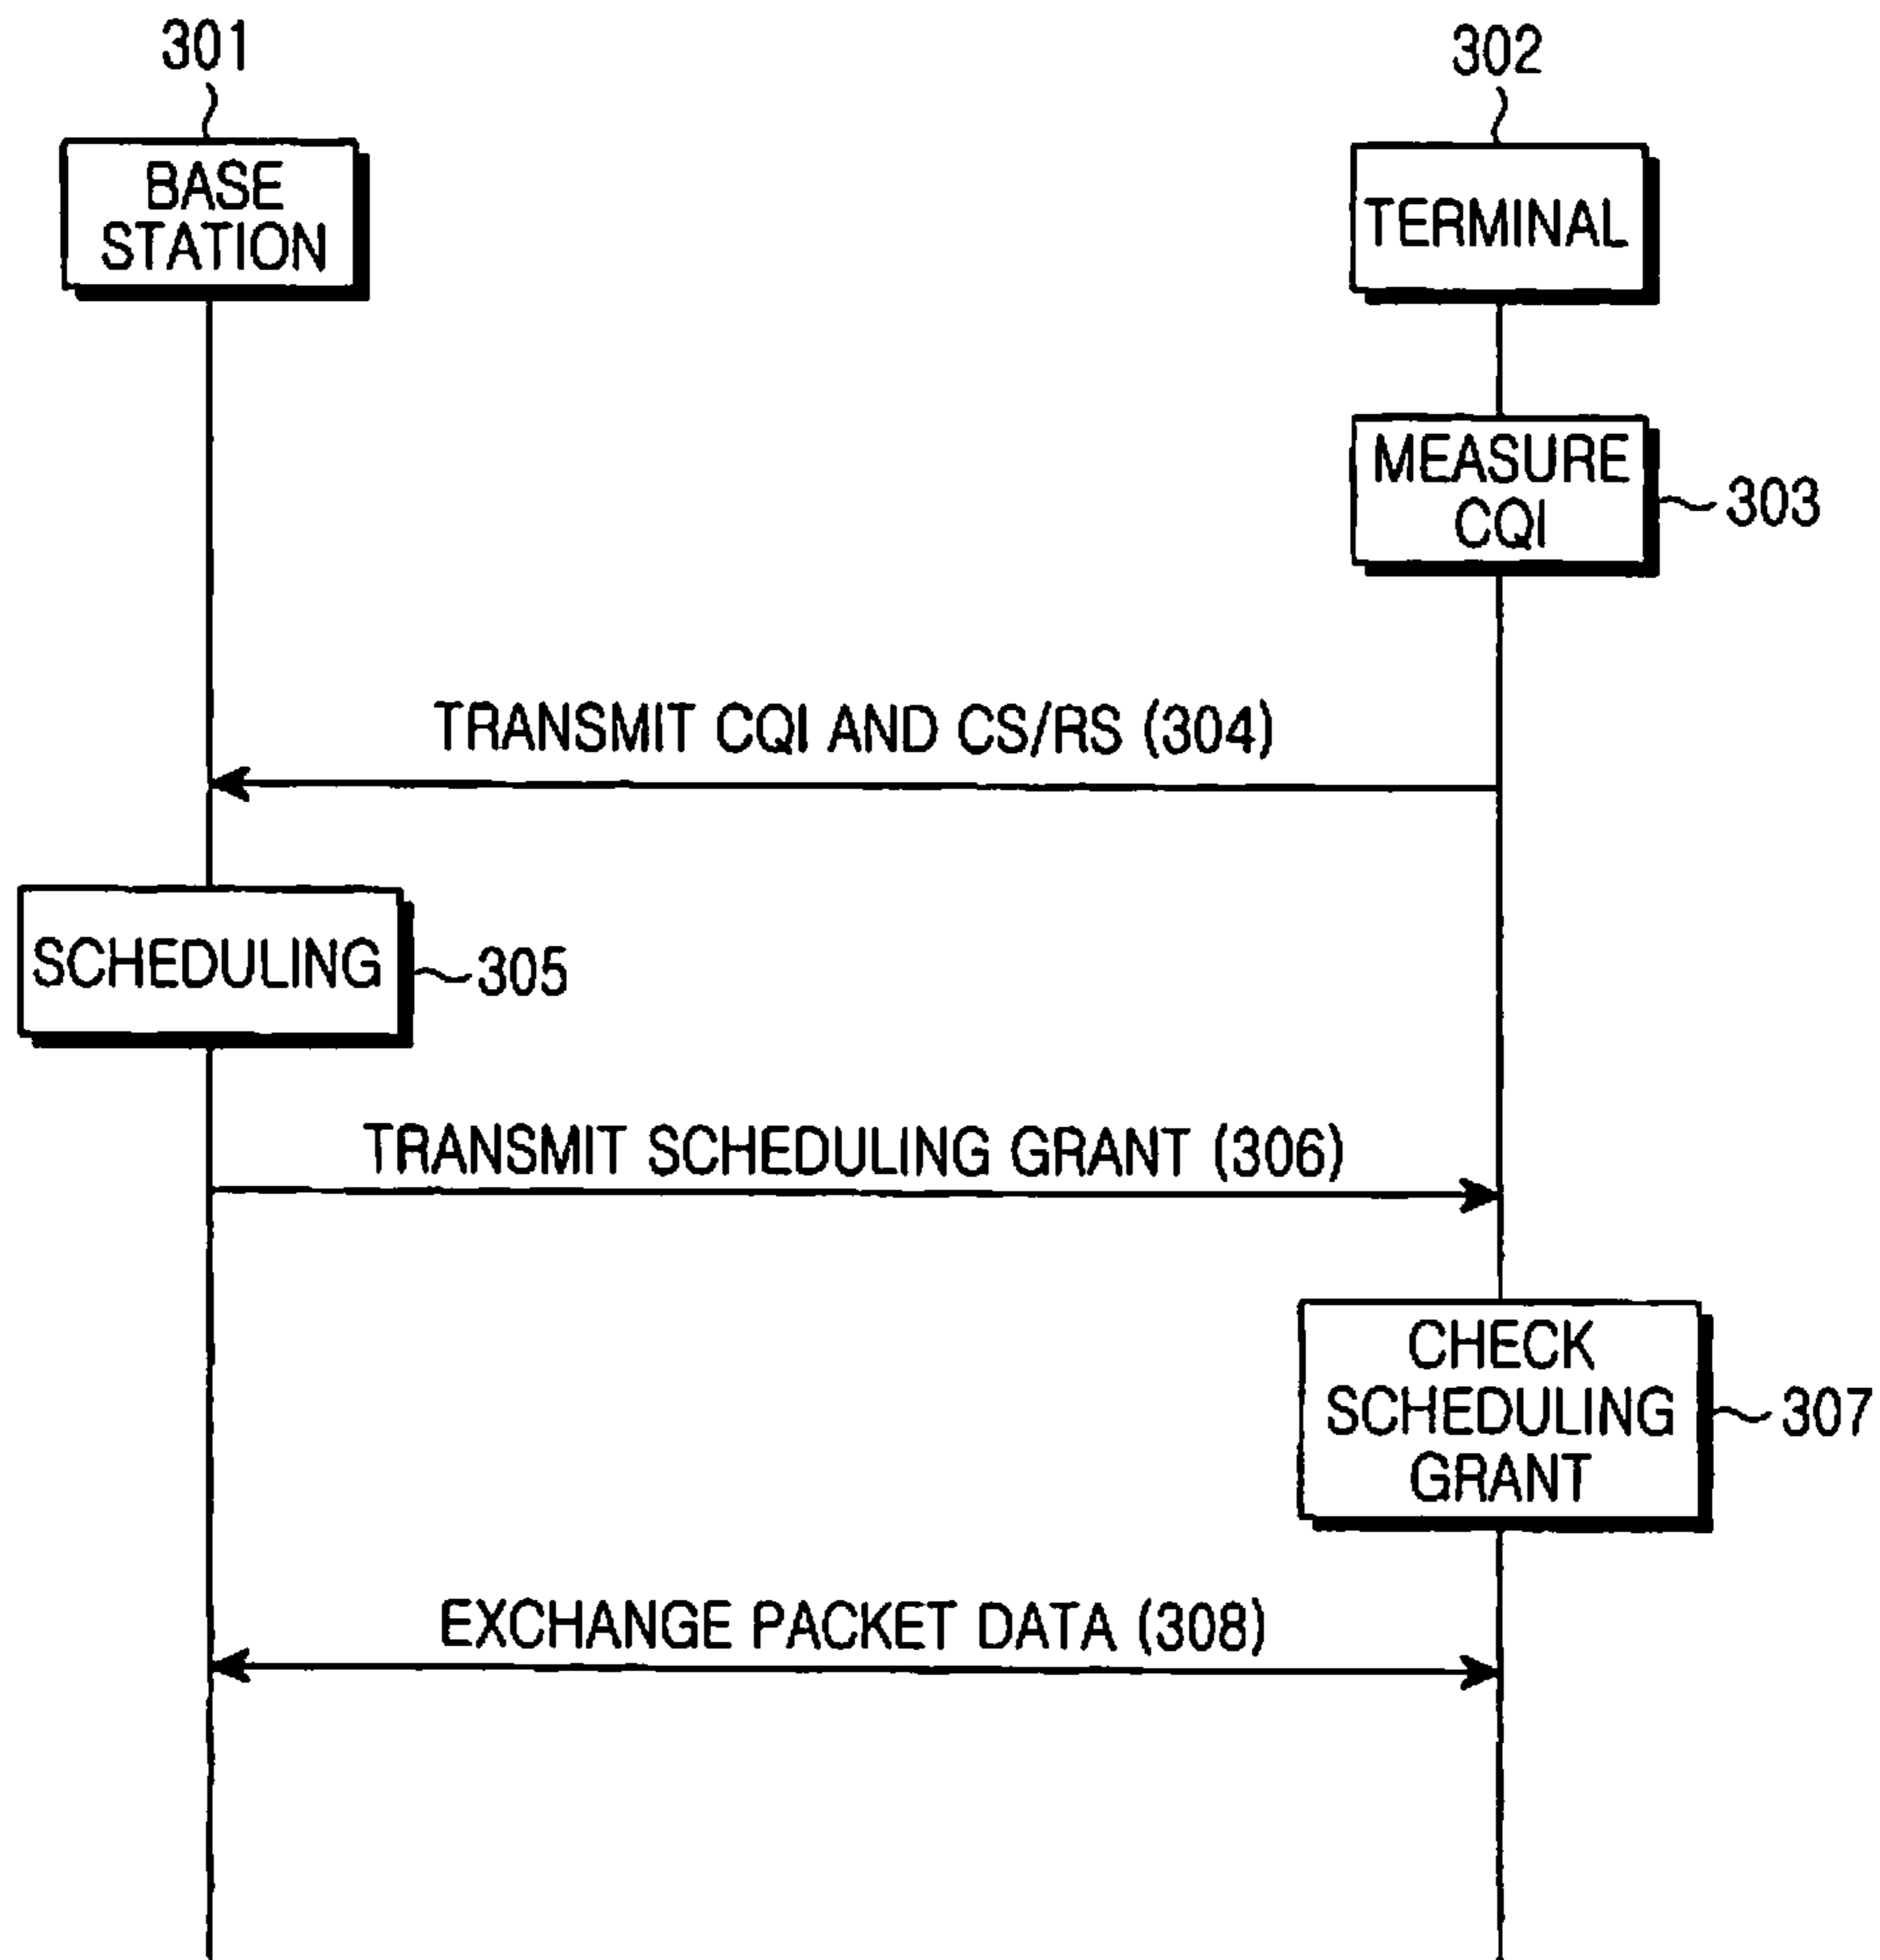 301
302
BASE
STATION
TERMINAL
MEASURE
CQI
303
TRANSMIT CQI AND CS/RS (304)
SCHEDULING
305
TRANSMIT SCHEDULING GRANT (306)
CHECK
SCHEDULING
GRANT
307
EXCHANGE PACKET DATA (308)